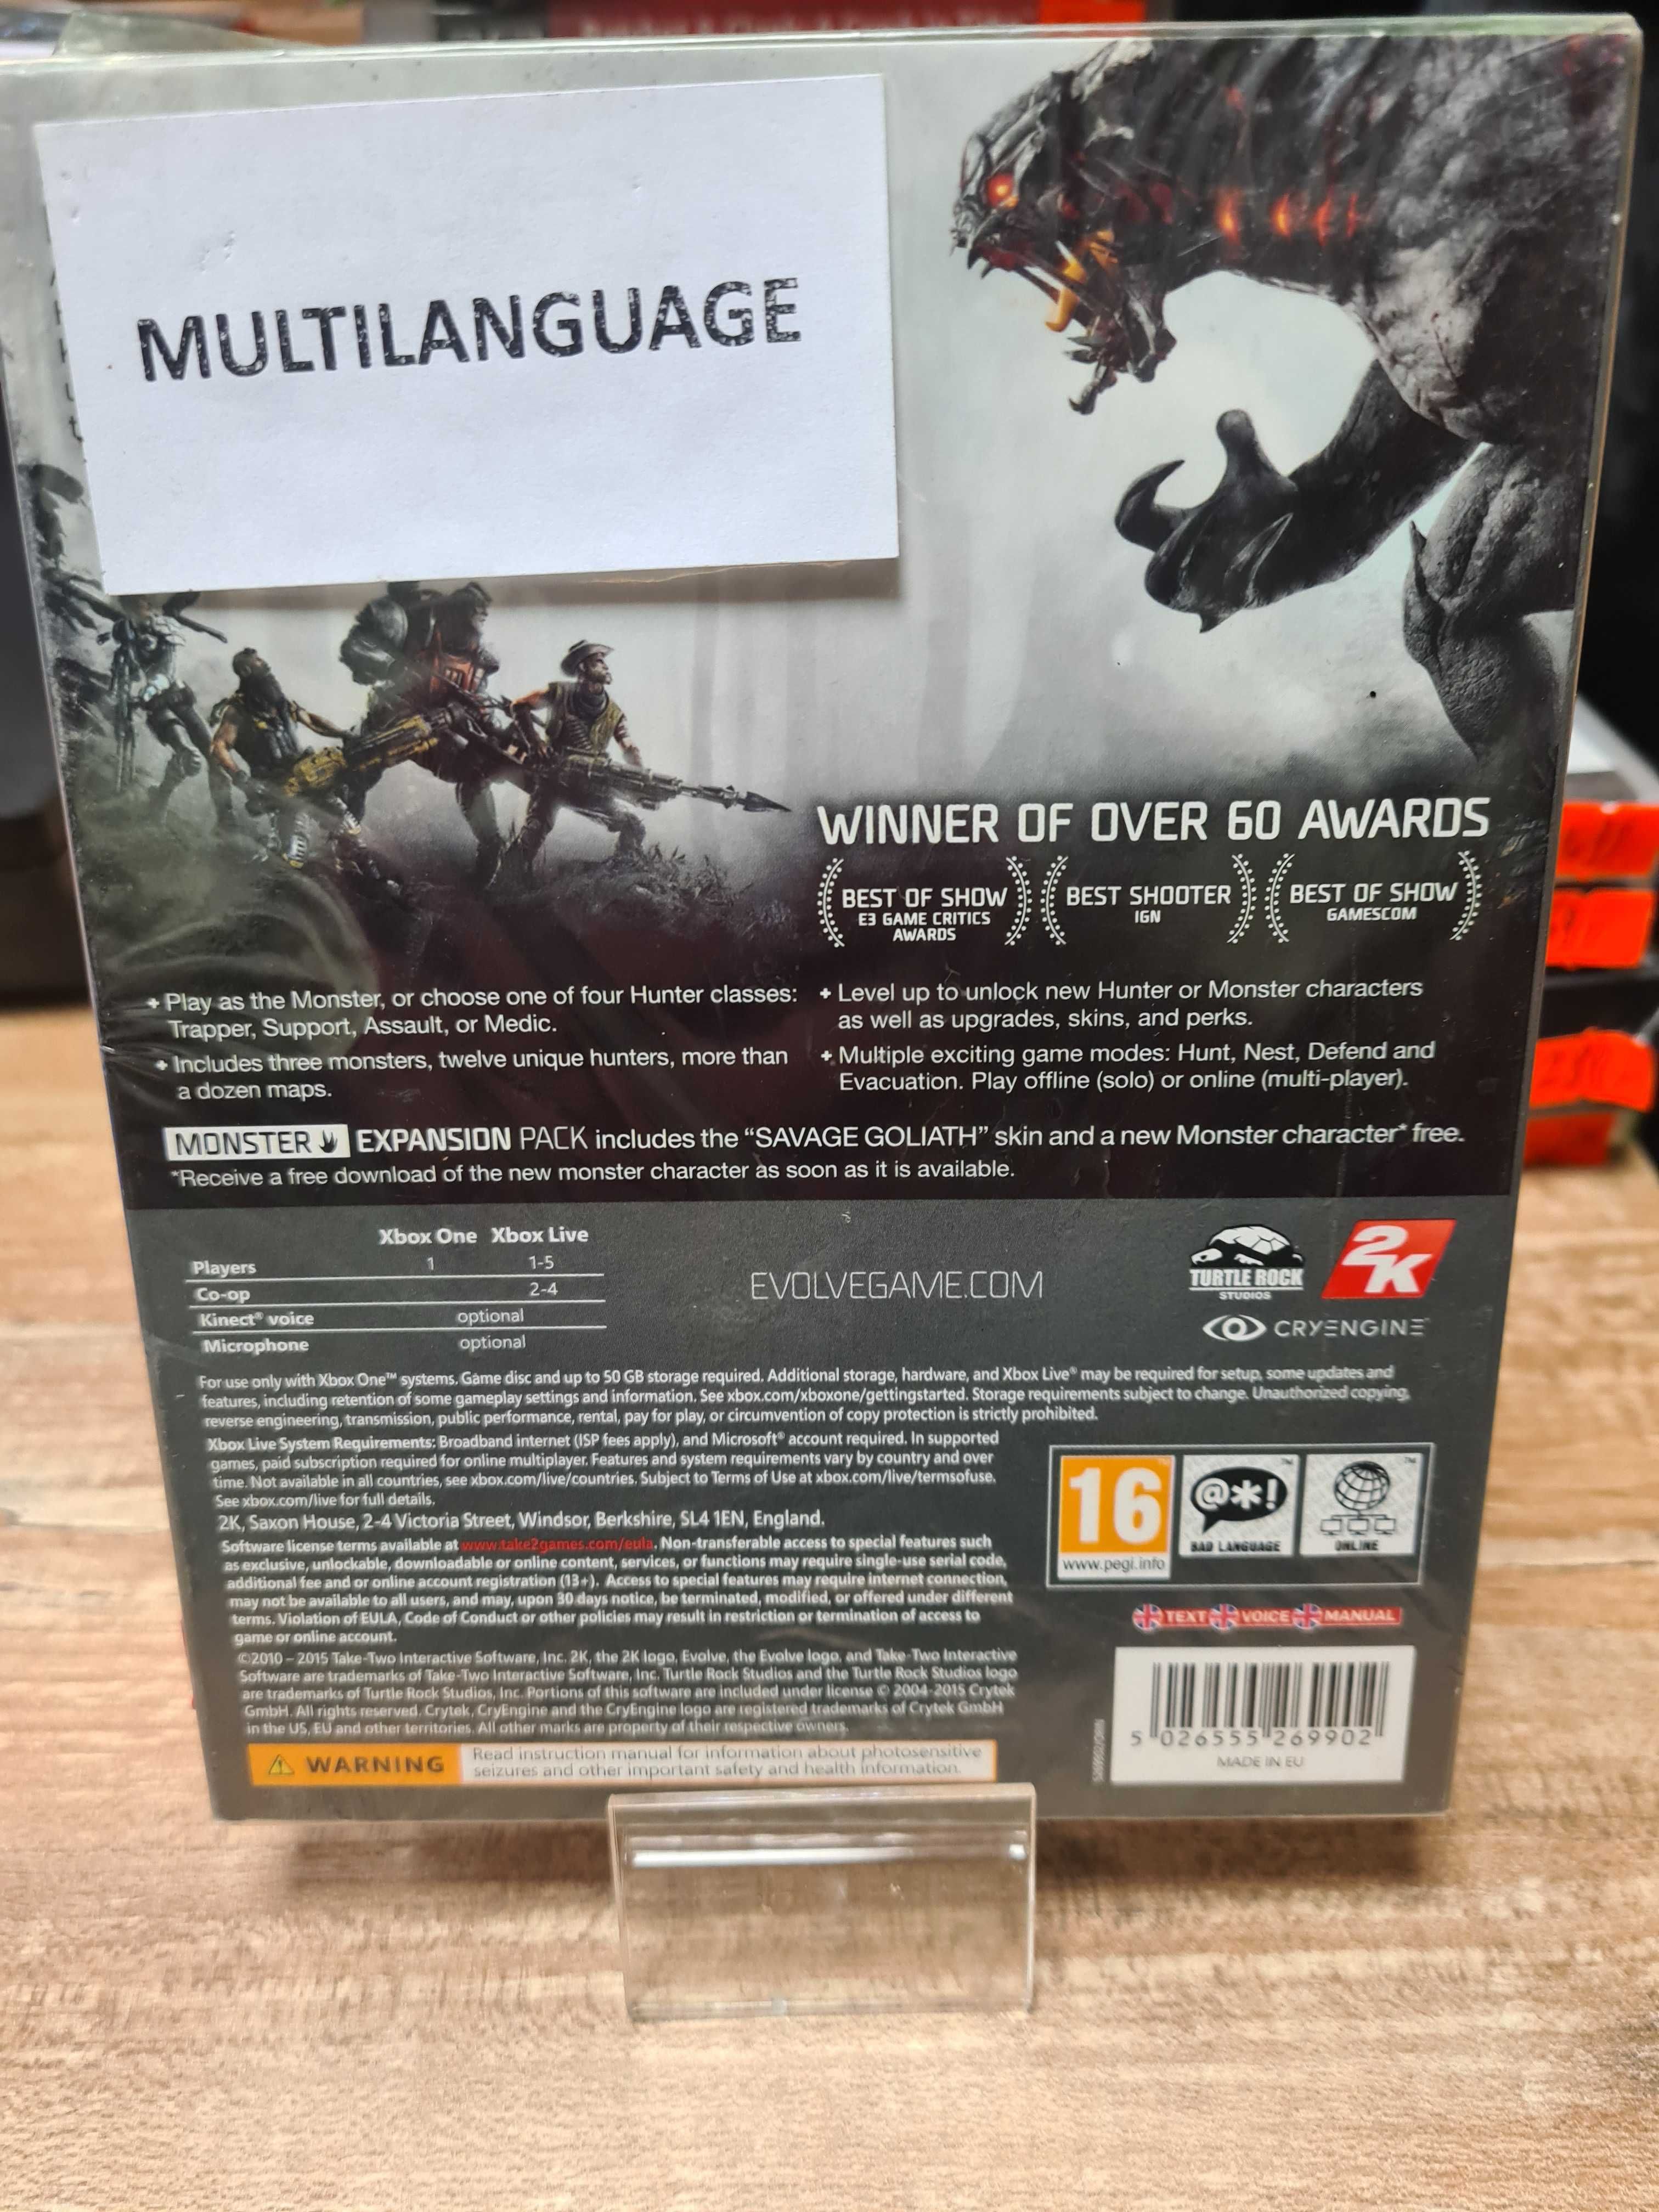 MULTILANGUAGE
WINNER OF OVER 60 AWARDS
BEST OF SHOW
E3 GAME CRITICS
AWARDS
BEST SHOOTER
IGN
BEST OF SHOW
GAMESCOM
+ Play as the Monster, or choose one of four Hunter classes:
Trapper, Support, Assault, or Medic.
+ Includes three monsters, twelve unique hunters, more than
a dozen maps.
+ Level up to unlock new Hunter or Monster characters
as well as upgrades, skins, and perks.
+ Multiple exciting game modes: Hunt, Nest, Defend and
Evacuation. Play offline (solo) or online (multi-player).
MONSTER EXPANSION PACK includes the “SAVAGE GOLIATH” skin and a new Monster character* free.
*Receive a free download of the new monster character as soon as it is available.
Xbox One Xbox Live
Players 1 1-5
Co-op 2-4
Kinect® voice optional
Microphone optional
EVOLVEGAME.COM
TURTLE ROCK
STUDIOS
2K
CRYENGINE
For use only with Xbox One™ systems. Game disc and up to 50 GB storage required. Additional storage, hardware, and Xbox Live® may be required for setup, some updates and
features, including retention of some gameplay settings and information. See xbox.com/xboxone/gettingstarted. Storage requirements subject to change. Unauthorized copying,
reverse engineering, transmission, public performance, rental, pay for play, or circumvention of copy protection is strictly prohibited.
Xbox Live System Requirements: Broadband internet (ISP fees apply), and Microsoft® account required. In supported
games, paid subscription required for online multiplayer. Features and system requirements vary by country and over
time. Not available in all countries, see xbox.com/live/countries. Subject to Terms of Use at xbox.com/live/termsofuse.
See xbox.com/live for full details.
2K, Saxon House, 2-4 Victoria Street, Windsor, Berkshire, SL4 1EN, England.
Software license terms available at www.take2games.com/eula. Non-transferable access to special features such
as exclusive, unlockable, downloadable or online content, services, or functions may require single-use serial code,
additional fee and or online account registration (13+). Access to special features may require internet connection,
may not be available to all users, and may, upon 30 days notice, be terminated, modified, or offered under different
terms. Violation of EULA, Code of Conduct or other policies may result in restriction or termination of access to
game or online account.
©2010 – 2015 Take-Two Interactive Software, Inc. 2K, the 2K logo, Evolve, the Evolve logo, and Take-Two Interactive
Software are trademarks of Take-Two Interactive Software, Inc. Turtle Rock Studios and the Turtle Rock Studios logo
are trademarks of Turtle Rock Studios, Inc. Portions of this software are included under license © 2004-2015 Crytek
GmbH. All rights reserved. Crytek, CryEngine and the CryEngine logo are registered trademarks of Crytek GmbH
in the US, EU and other territories. All other marks are property of their respective owners.
WARNING
Read instruction manual for information about photosensitive
seizures and other important safety and health information.
16
www.pegi.info
@*!
BAD LANGUAGE
ONLINE
TEXT VOICE MANUAL
5 026555 269902
MADE IN EU